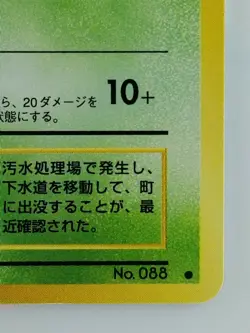 ら、20ダメージを
10+
状態にする。
汚水処理場で発生し、
下水道を移動して、町
に出没することが、最
近確認された。
No. 088 ●